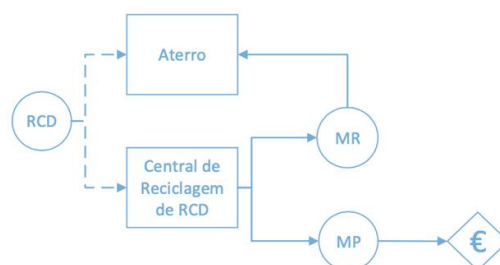 Aterro
RCD
MR
Central de
Reciclagem
de RCD
MP
€